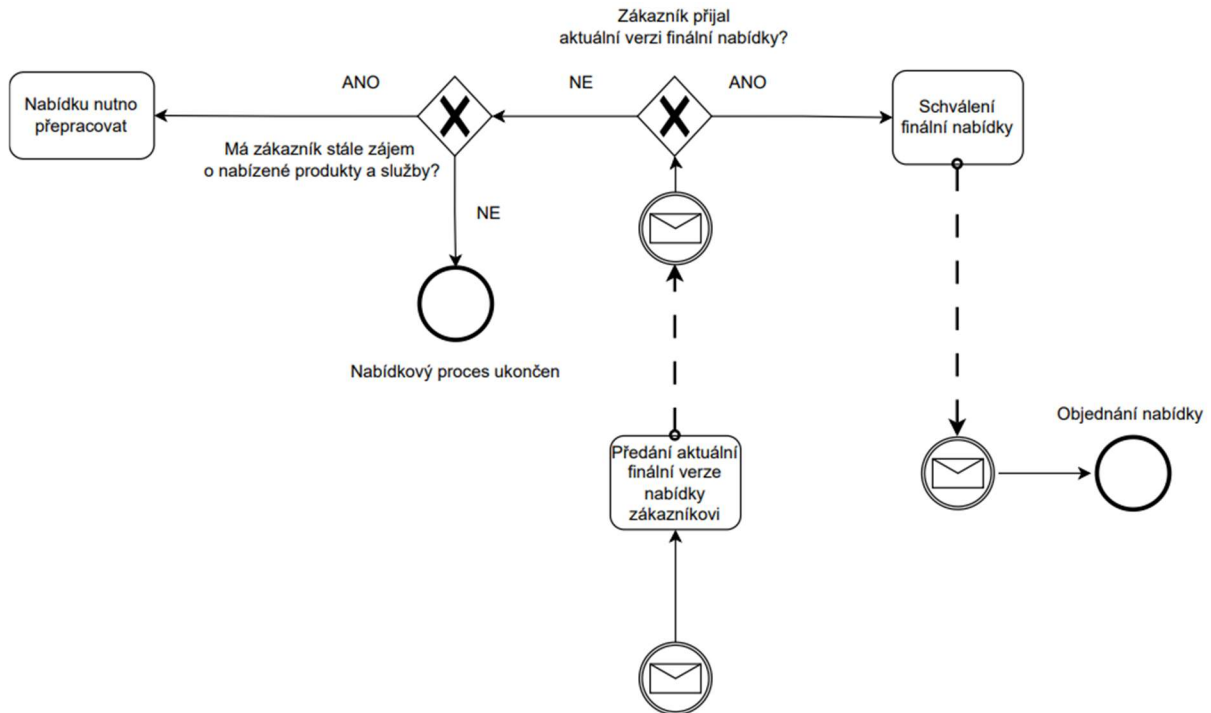 Zákazník přijal
aktuální verzi finální nabídky?
ANO
NE
ANO
Nabídku nutno
přepracovat
Schválení
finální nabídky
Má zákazník stále zájem
o nabízené produkty a služby?
NE
Nabídkový proces ukončen
Objednání nabídky
Předání aktuální
finální verze
nabídky
zákazníkovi